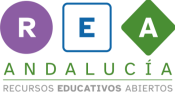 R E A
ANDALUCÍA
RECURSOS EDUCATIVOS ABIERTOS